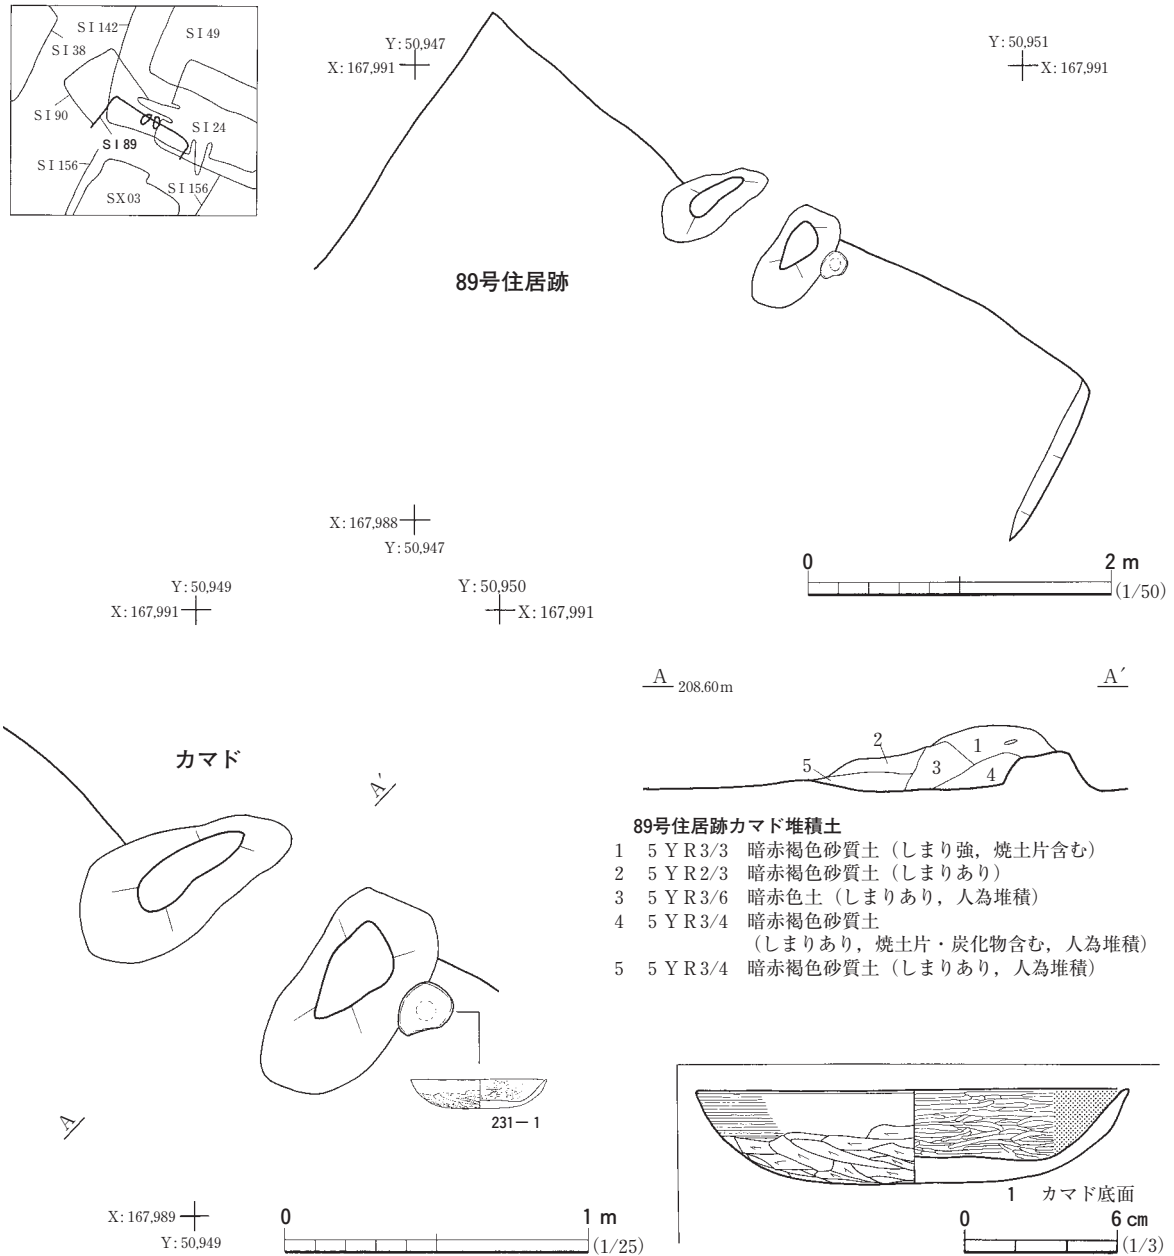 SI142
SI49
SI38
SI90
SI24
SI89
SI156
SI156
SX03
Y: 50,947
X: 167,991
Y: 50,951
X: 167,991
89号住居跡
X: 167,988
Y: 50,947
0 2 m
(1/50)
Y: 50,949
X: 167,991
Y: 50,950
X: 167,991
カマド
A′
A
231－1
X: 167,989
Y: 50,949
0 1 m
(1/25)
A 208.60m A′
1
2
3
4
5
89号住居跡カマド堆積土
1 5YR3/3 暗赤褐色砂質土（しまり強，焼土片含む）
2 5YR2/3 暗赤褐色砂質土（しまりあり）
3 5YR3/6 暗赤色土（しまりあり，人為堆積）
4 5YR3/4 暗赤褐色砂質土
（しまりあり，焼土片・炭化物含む，人為堆積）
5 5YR3/4 暗赤褐色砂質土（しまりあり，人為堆積）
1 カマド底面
0 6 cm
(1/3)